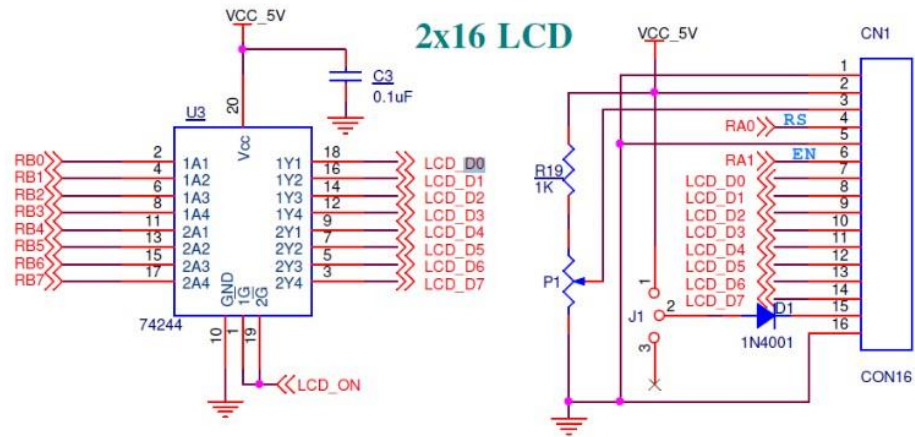 2x16 LCD
VCC_5V
C3
0.1uF
U3
20
Vcc
RB0 2 1A1 1Y1 18 LCD_D0
RB1 4 1A2 1Y2 16 LCD_D1
RB2 6 1A3 1Y3 14 LCD_D2
RB3 8 1A4 1Y4 12 LCD_D3
RB4 11 2A1 2Y1 9 LCD_D4
RB5 13 2A2 2Y2 7 LCD_D5
RB6 15 2A3 2Y3 5 LCD_D6
RB7 17 2A4 2Y4 3 LCD_D7
GND 1G 2G
74244
10 1 19
LCD_ON
VCC_5V
CN1
1
2
3
RA0 RS 4
5
RA1 EN 6
LCD_D0 7
LCD_D1 8
LCD_D2 9
LCD_D3 10
LCD_D4 11
LCD_D5 12
LCD_D6 13
LCD_D7 14
D1 15
16
1N4001
CON16
R19
1K
P1
J1
1
2
3